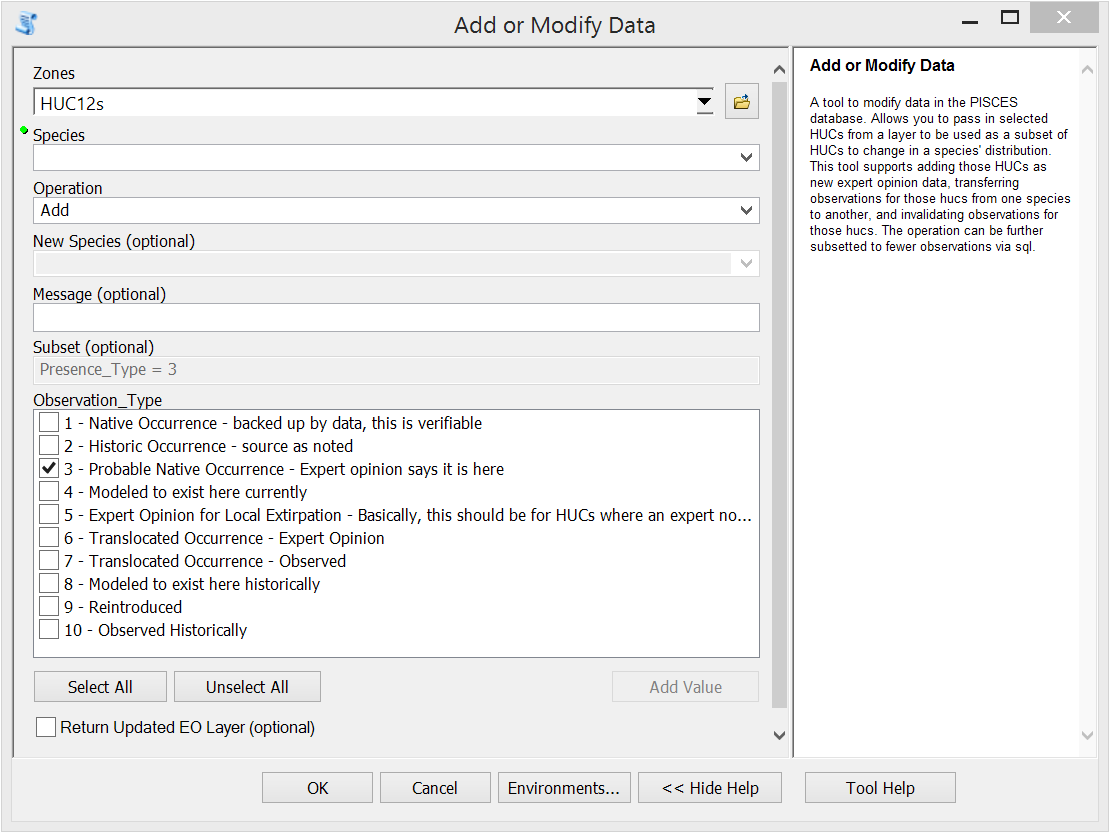 Add or Modify Data
Zones
HUC12s
Species
Operation
Add
New Species (optional)
Message (optional)
Subset (optional)
Presence_Type = 3
Observation_Type
1 - Native Occurrence - backed up by data, this is verifiable
2 - Historic Occurrence - source as noted
3 - Probable Native Occurrence - Expert opinion says it is here
4 - Modeled to exist here currently
5 - Expert Opinion for Local Extirpation - Basically, this should be for HUCs where an expert no...
6 - Translocated Occurrence - Expert Opinion
7 - Translocated Occurrence - Observed
8 - Modeled to exist here historically
9 - Reintroduced
10 - Observed Historically
Select All
Unselect All
Add Value
Return Updated EO Layer (optional)
Add or Modify Data
A tool to modify data in the PISCES
database. Allows you to pass in selected
HUCs from a layer to be used as a subset of
HUCs to change in a species' distribution.
This tool supports adding those HUCs as
new expert opinion data, transferring
observations for those hucs from one species
to another, and invalidating observations for
those hucs. The operation can be further
subsetted to fewer observations via sql.
OK
Cancel
Environments...
<< Hide Help
Tool Help